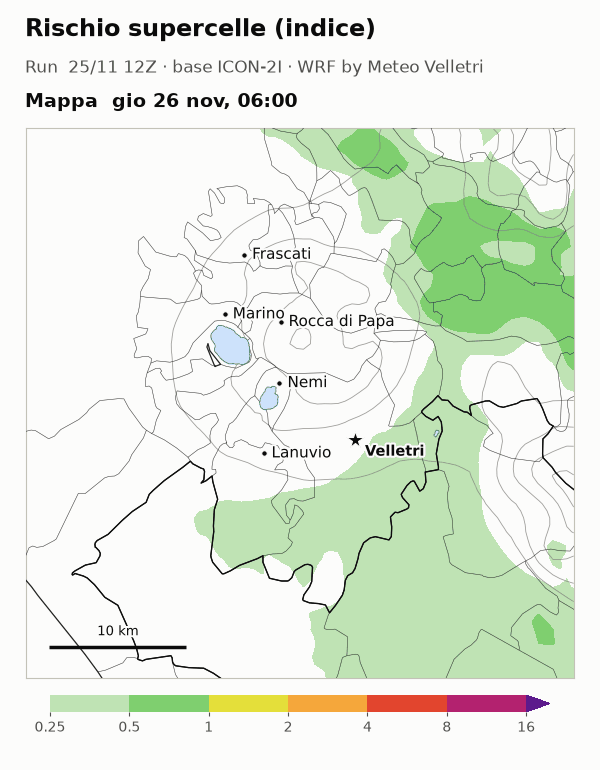 Rischio supercelle (indice)
Run  25/11 12Z · base ICON-2I · WRF by Meteo Velletri
Mappa  gio 26 nov, 06:00
Frascati
Marino
Rocca di Papa
Nemi
Velletri
Lanuvio
10 km
0.25 0.5 1 2 4 8 16